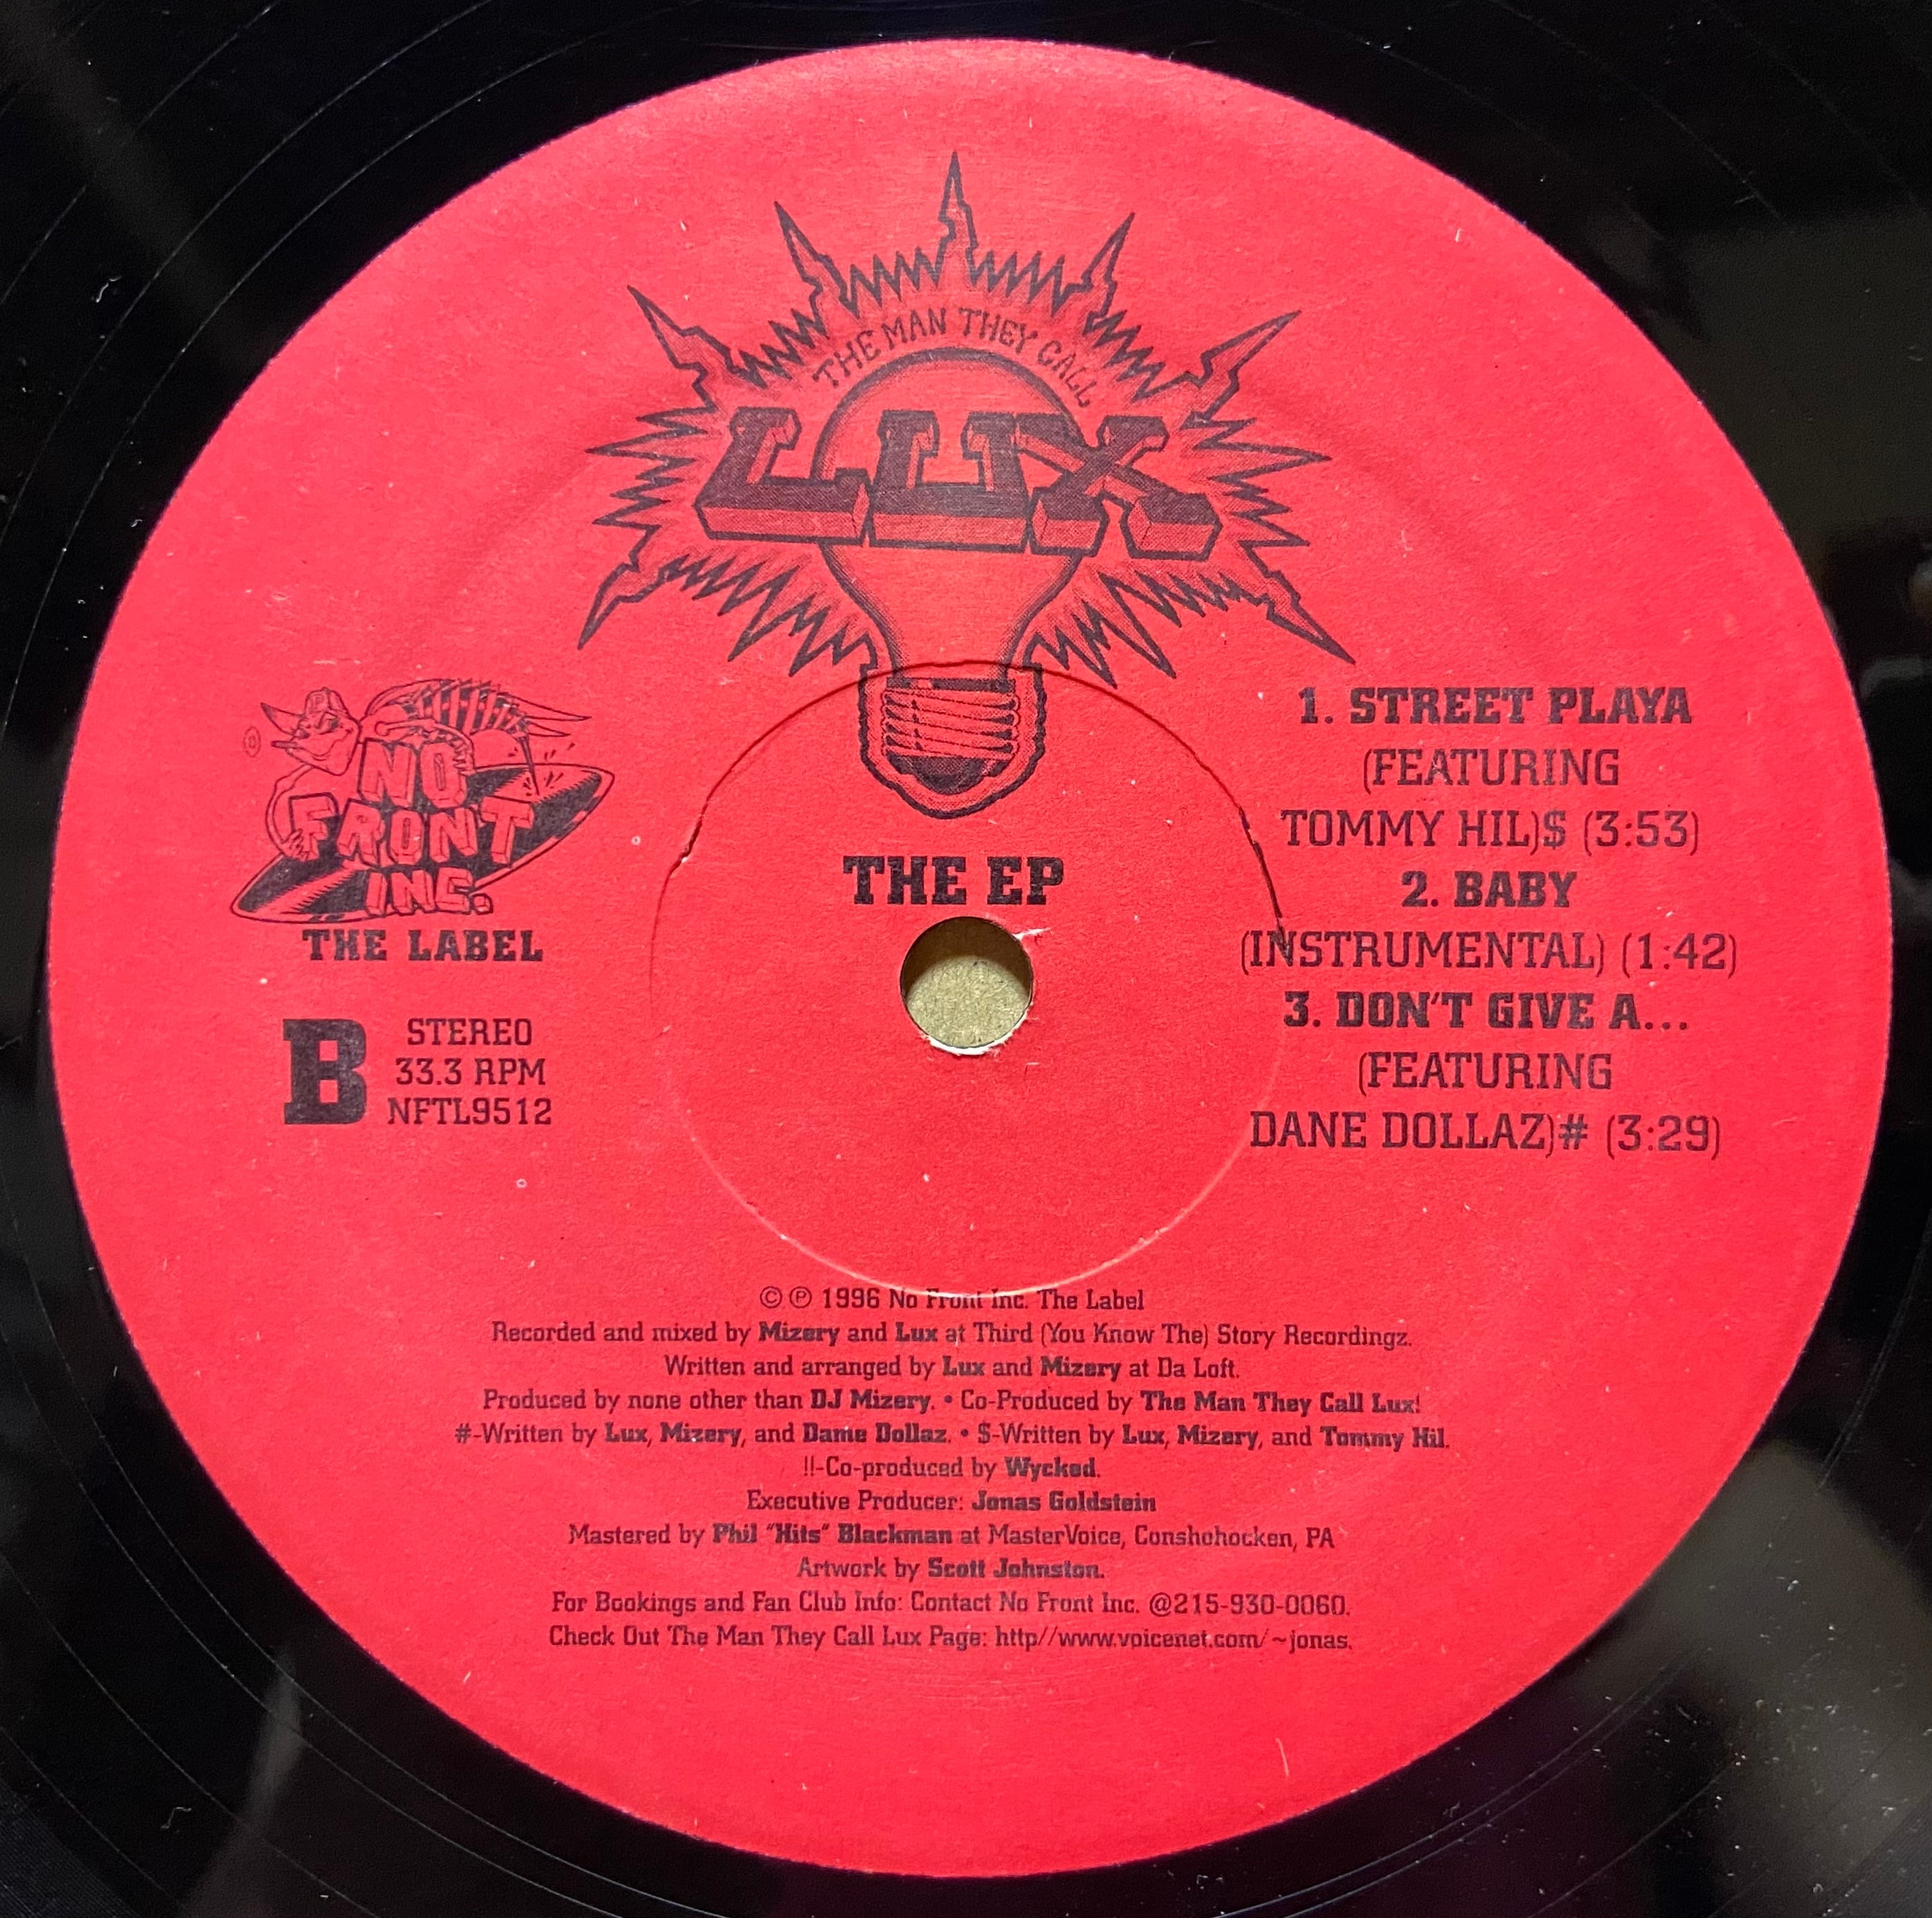 THE MAN THEY CALL
LUX
NO
FRONT
INC.
THE LABEL
B
STEREO
33.3 RPM
NFTL9512
THE EP
1. STREET PLAYA
(FEATURING
TOMMY HIL)$ (3:53)
2. BABY
(INSTRUMENTAL) (1:42)
3. DON'T GIVE A...
(FEATURING
DANE DOLLAZ)# (3:29)
© ℗ 1996 No Front Inc. The Label
Recorded and mixed by Mizery and Lux at Third (You Know The) Story Recordingz.
Written and arranged by Lux and Mizery at Da Loft.
Produced by none other than DJ Mizery. • Co-Produced by The Man They Call Lux!
#-Written by Lux, Mizery, and Dame Dollaz. • $-Written by Lux, Mizery, and Tommy Hil.
!!-Co-produced by Wycked.
Executive Producer: Jonas Goldstein
Mastered by Phil "Hits" Blackman at MasterVoice, Conshohocken, PA
Artwork by Scott Johnston.
For Bookings and Fan Club Info: Contact No Front Inc. @215-930-0060.
Check Out The Man They Call Lux Page: http//www.voicenet.com/~jonas.